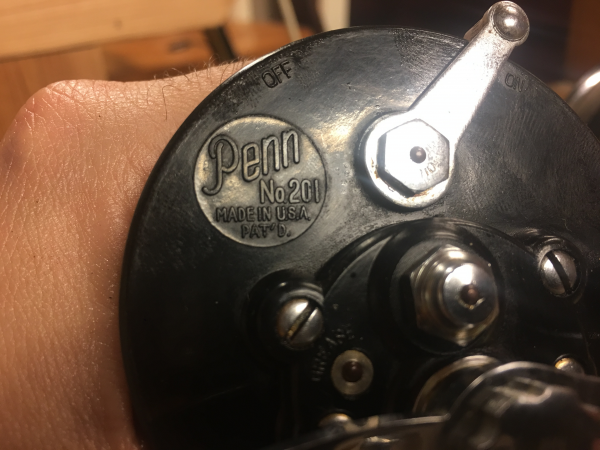 OFF
ON
Penn
No.201
MADE IN U.S.A.
PAT'D.